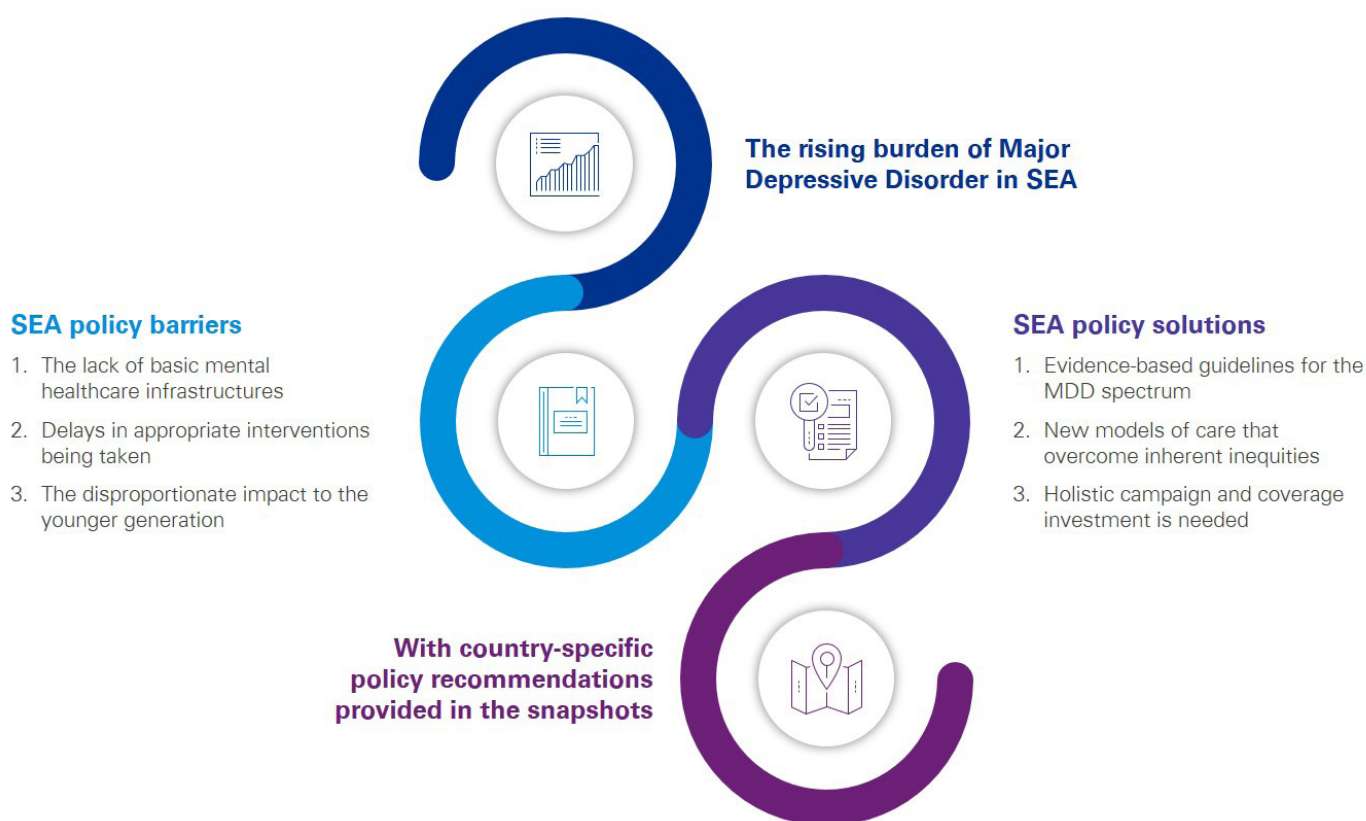 The rising burden of Major
Depressive Disorder in SEA
SEA policy barriers
1. The lack of basic mental
healthcare infrastructures
2. Delays in appropriate interventions
being taken
3. The disproportionate impact to the
younger generation
SEA policy solutions
1. Evidence-based guidelines for the
MDD spectrum
2. New models of care that
overcome inherent inequities
3. Holistic campaign and coverage
investment is needed
With country-specific
policy recommendations
provided in the snapshots